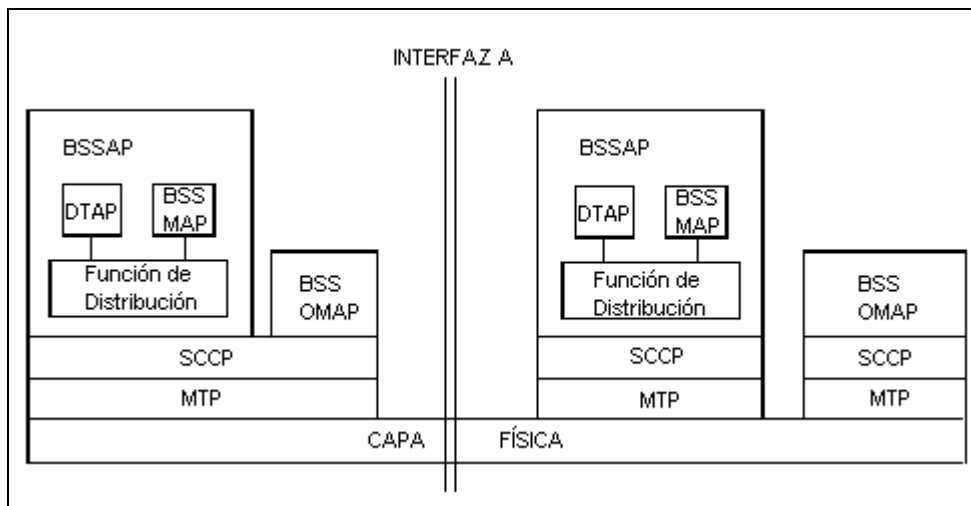 INTERFAZ A
BSSAP
DTAP
BSS
MAP
Función de
Distribución
BSS
OMAP
SCCP
MTP
BSSAP
DTAP
BSS
MAP
Función de
Distribución
SCCP
MTP
BSS
OMAP
SCCP
MTP
CAPA FÍSICA